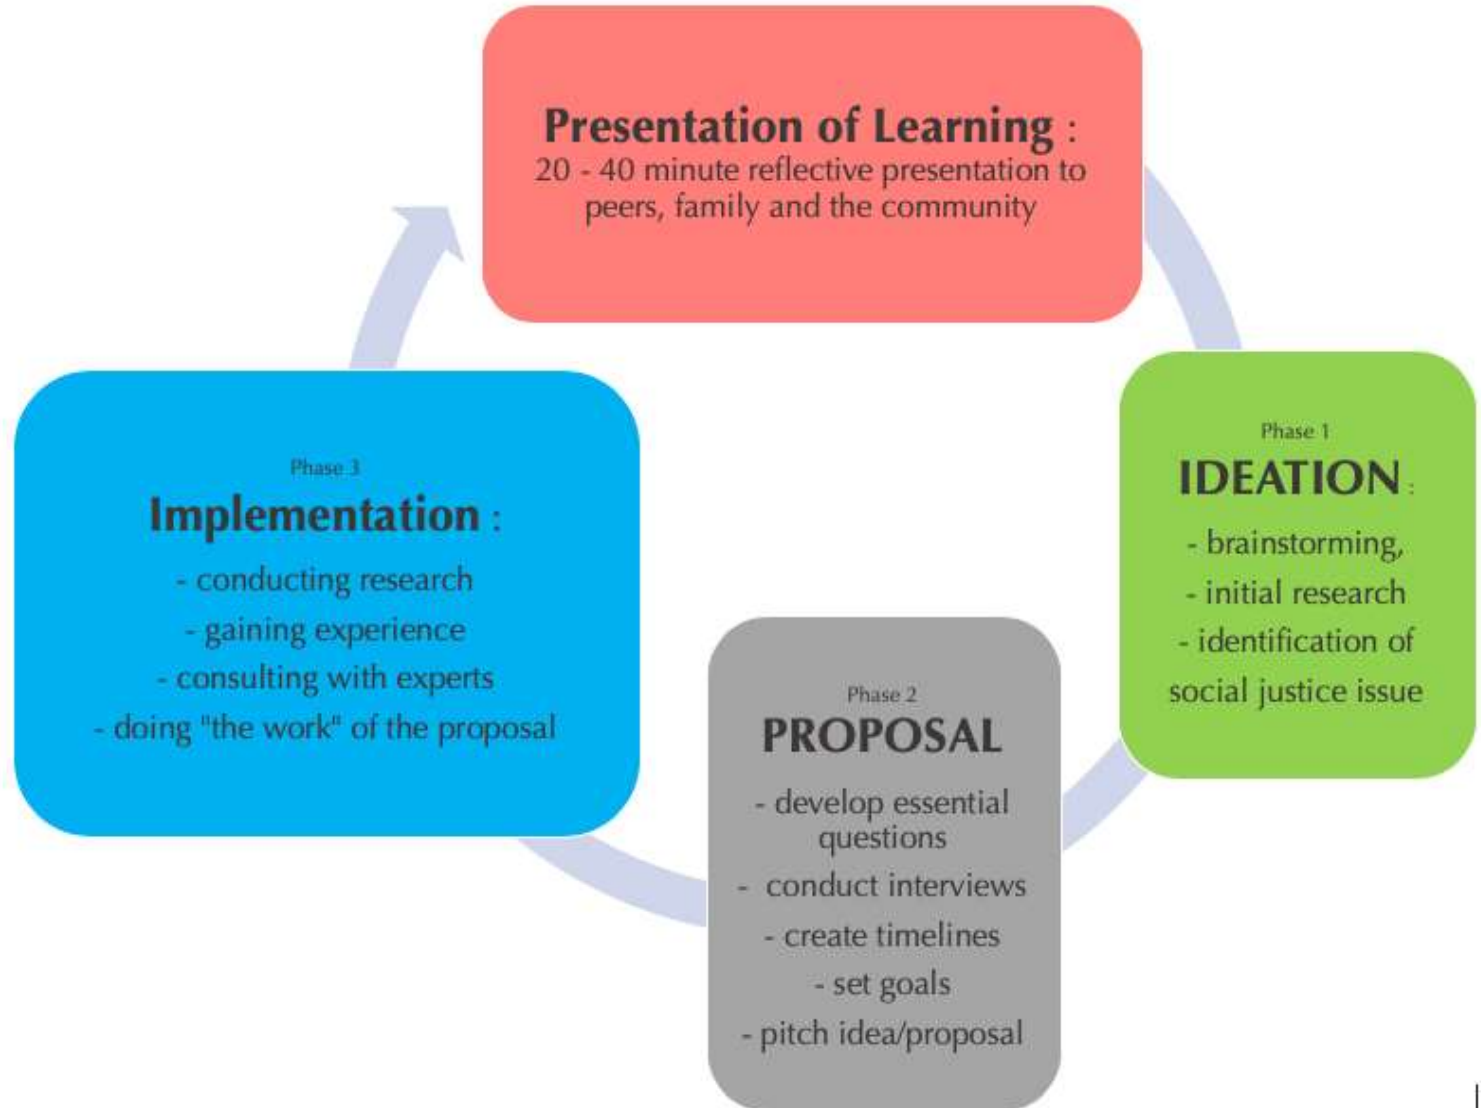 Presentation of Learning :
20 - 40 minute reflective presentation to
peers, family and the community
Phase 1
IDEATION :
- brainstorming,
- initial research
- identification of
social justice issue
Phase 2
PROPOSAL
- develop essential
questions
- conduct interviews
- create timelines
- set goals
- pitch idea/proposal
Phase 3
Implementation :
- conducting research
- gaining experience
- consulting with experts
- doing "the work" of the proposal